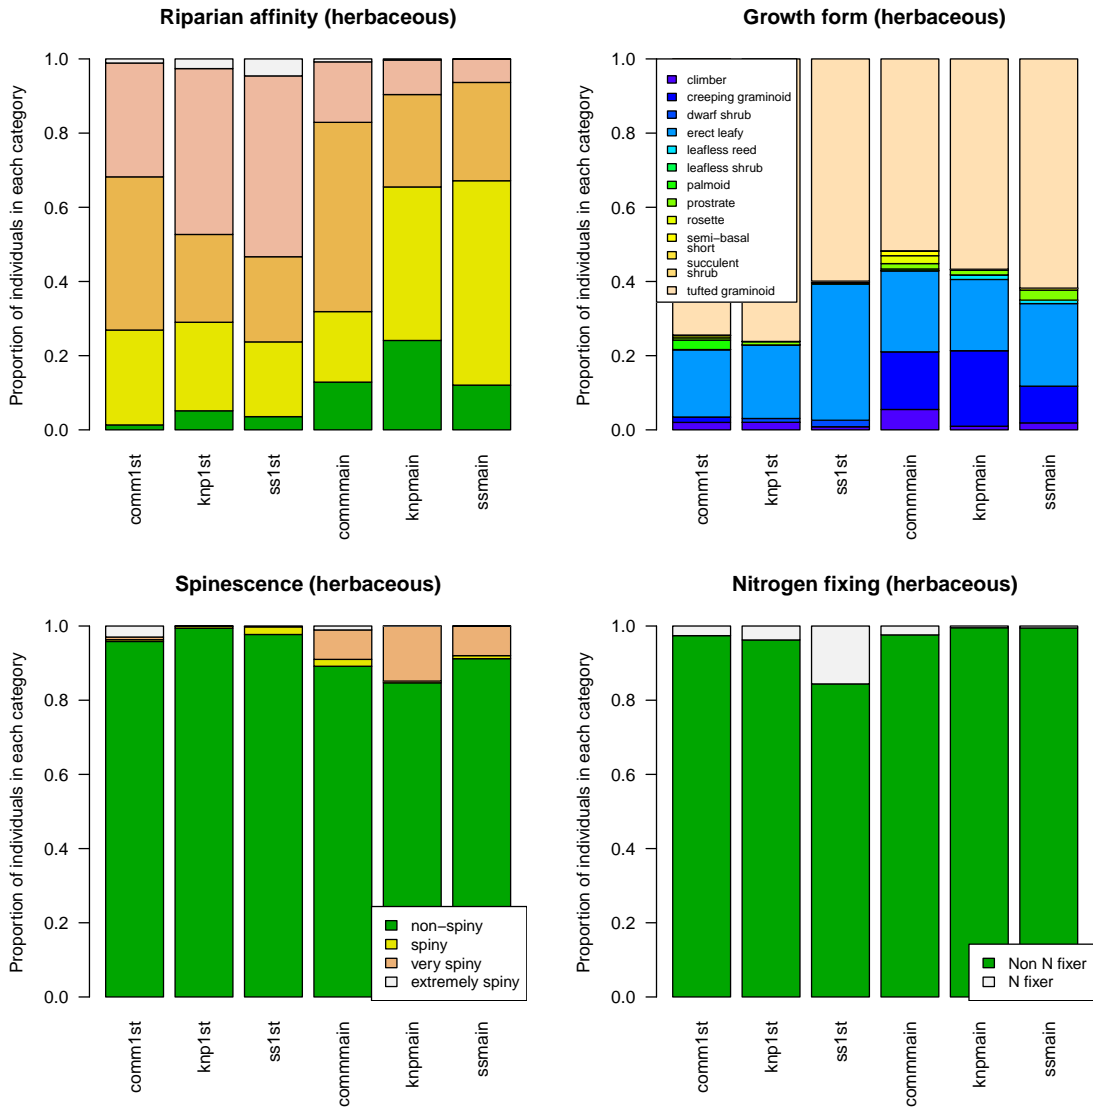 Riparian affinity (herbaceous)
Proportion of individuals in each category
1.0
0.8
0.6
0.4
0.2
0.0
comm1st
knp1st
ss1st
commmain
knpmain
ssmain
Growth form (herbaceous)
Proportion of individuals in each category
1.0
0.8
0.6
0.4
0.2
0.0
climber
creeping graminoid
dwarf shrub
erect leafy
leafless reed
leafless shrub
palmoid
prostrate
rosette
semi−basal
short
succulent
shrub
tufted graminoid
comm1st
knp1st
ss1st
commmain
knpmain
ssmain
Spinescence (herbaceous)
Proportion of individuals in each category
1.0
0.8
0.6
0.4
0.2
0.0
non−spiny
spiny
very spiny
extremely spiny
comm1st
knp1st
ss1st
commmain
knpmain
ssmain
Nitrogen fixing (herbaceous)
Proportion of individuals in each category
1.0
0.8
0.6
0.4
0.2
0.0
Non N fixer
N fixer
comm1st
knp1st
ss1st
commmain
knpmain
ssmain